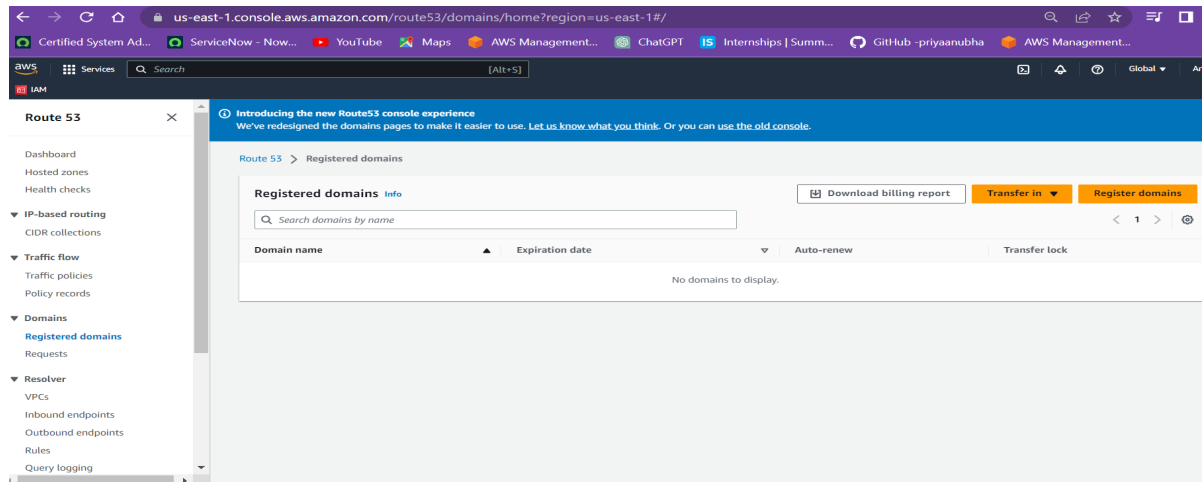 us-east-1.console.aws.amazon.com/route53/domains/home?region=us-east-1#/
Certified System Ad... ServiceNow - Now... YouTube Maps AWS Management... ChatGPT IS Internships | Summ... GitHub -priyaanubha AWS Management...
aws Services Search [Alt+S] Global
IAM
Route 53
Introducing the new Route53 console experience
We've redesigned the domains pages to make it easier to use. Let us know what you think. Or you can use the old console.
Dashboard
Hosted zones
Health checks
IP-based routing
CIDR collections
Traffic flow
Traffic policies
Policy records
Domains
Registered domains
Requests
Resolver
VPCs
Inbound endpoints
Outbound endpoints
Rules
Query logging
Route 53 > Registered domains
Registered domains Info
Download billing report Transfer in Register domains
Search domains by name
1
Domain name Expiration date Auto-renew Transfer lock
No domains to display.